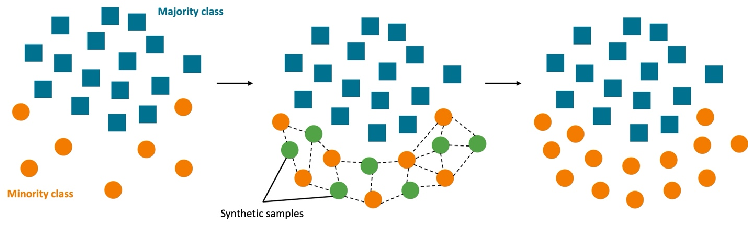 Majority class
Minority class
Synthetic samples